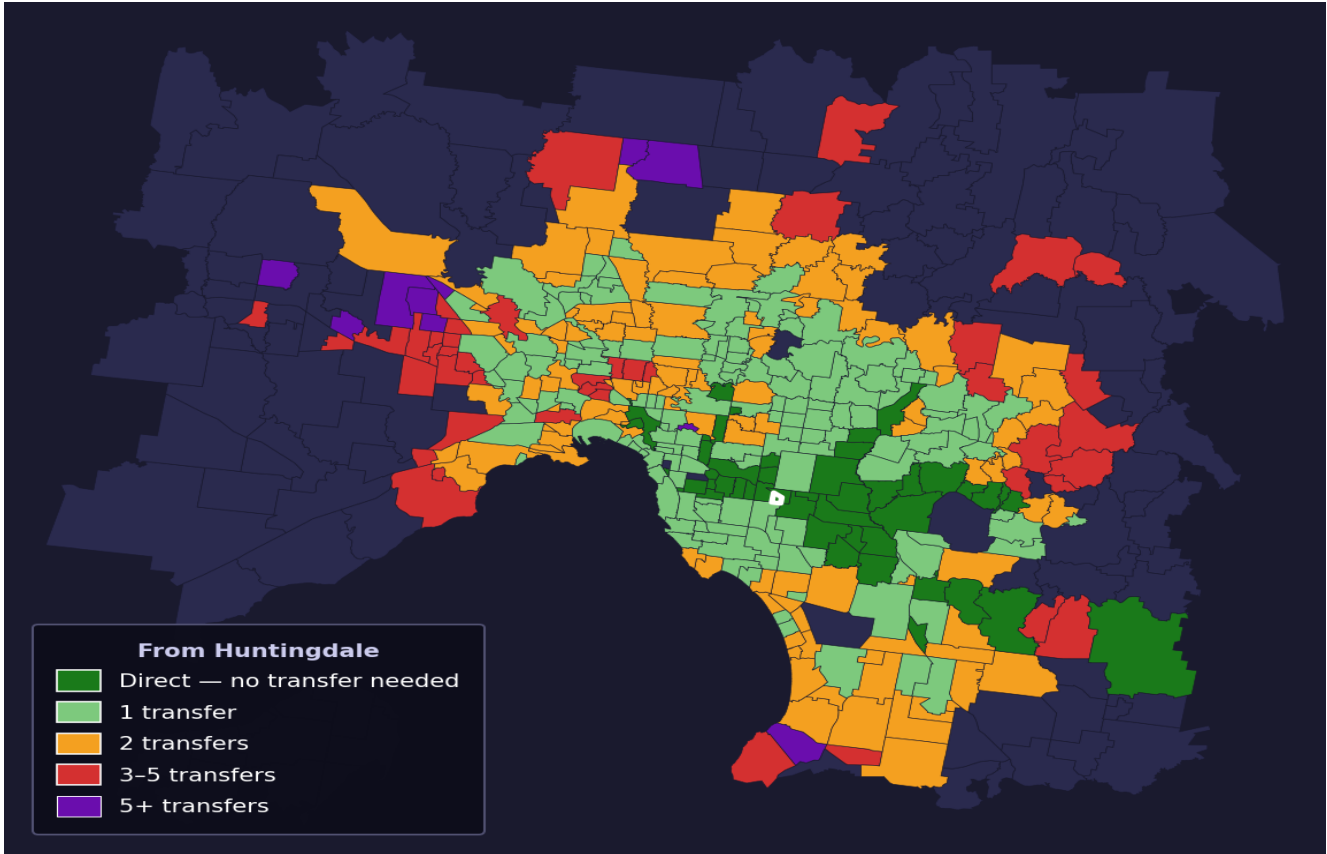 From Huntingdale
Direct — no transfer needed
1 transfer
2 transfers
3–5 transfers
5+ transfers